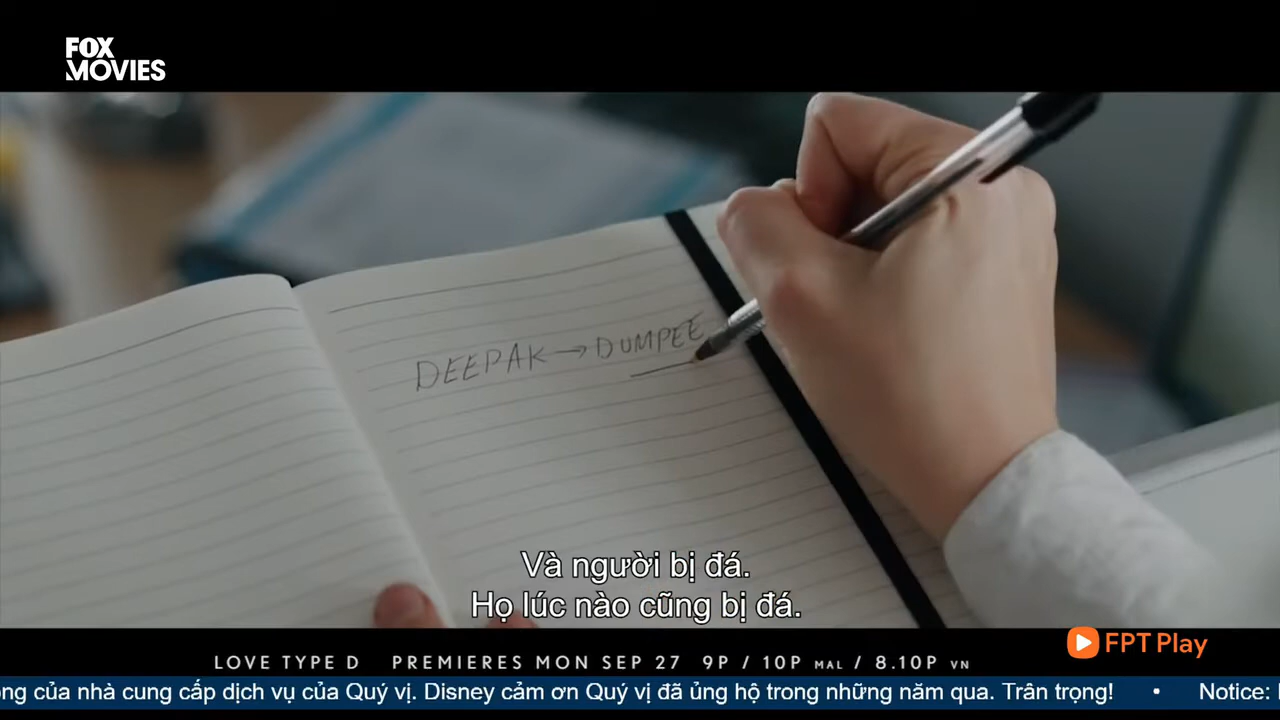 FOX
MOVIES
DEEPAK → DUMPEE
Và người bị đá.
Họ lúc nào cũng bị đá.
FPT Play
LOVE TYPE D PREMIERES MON SEP 27 9P / 10P MAL / 8.10P VN
của nhà cung cấp dịch vụ của Quý vị. Disney cảm ơn Quý vị đã ủng hộ trong những năm qua. Trân trọng! • Notice: